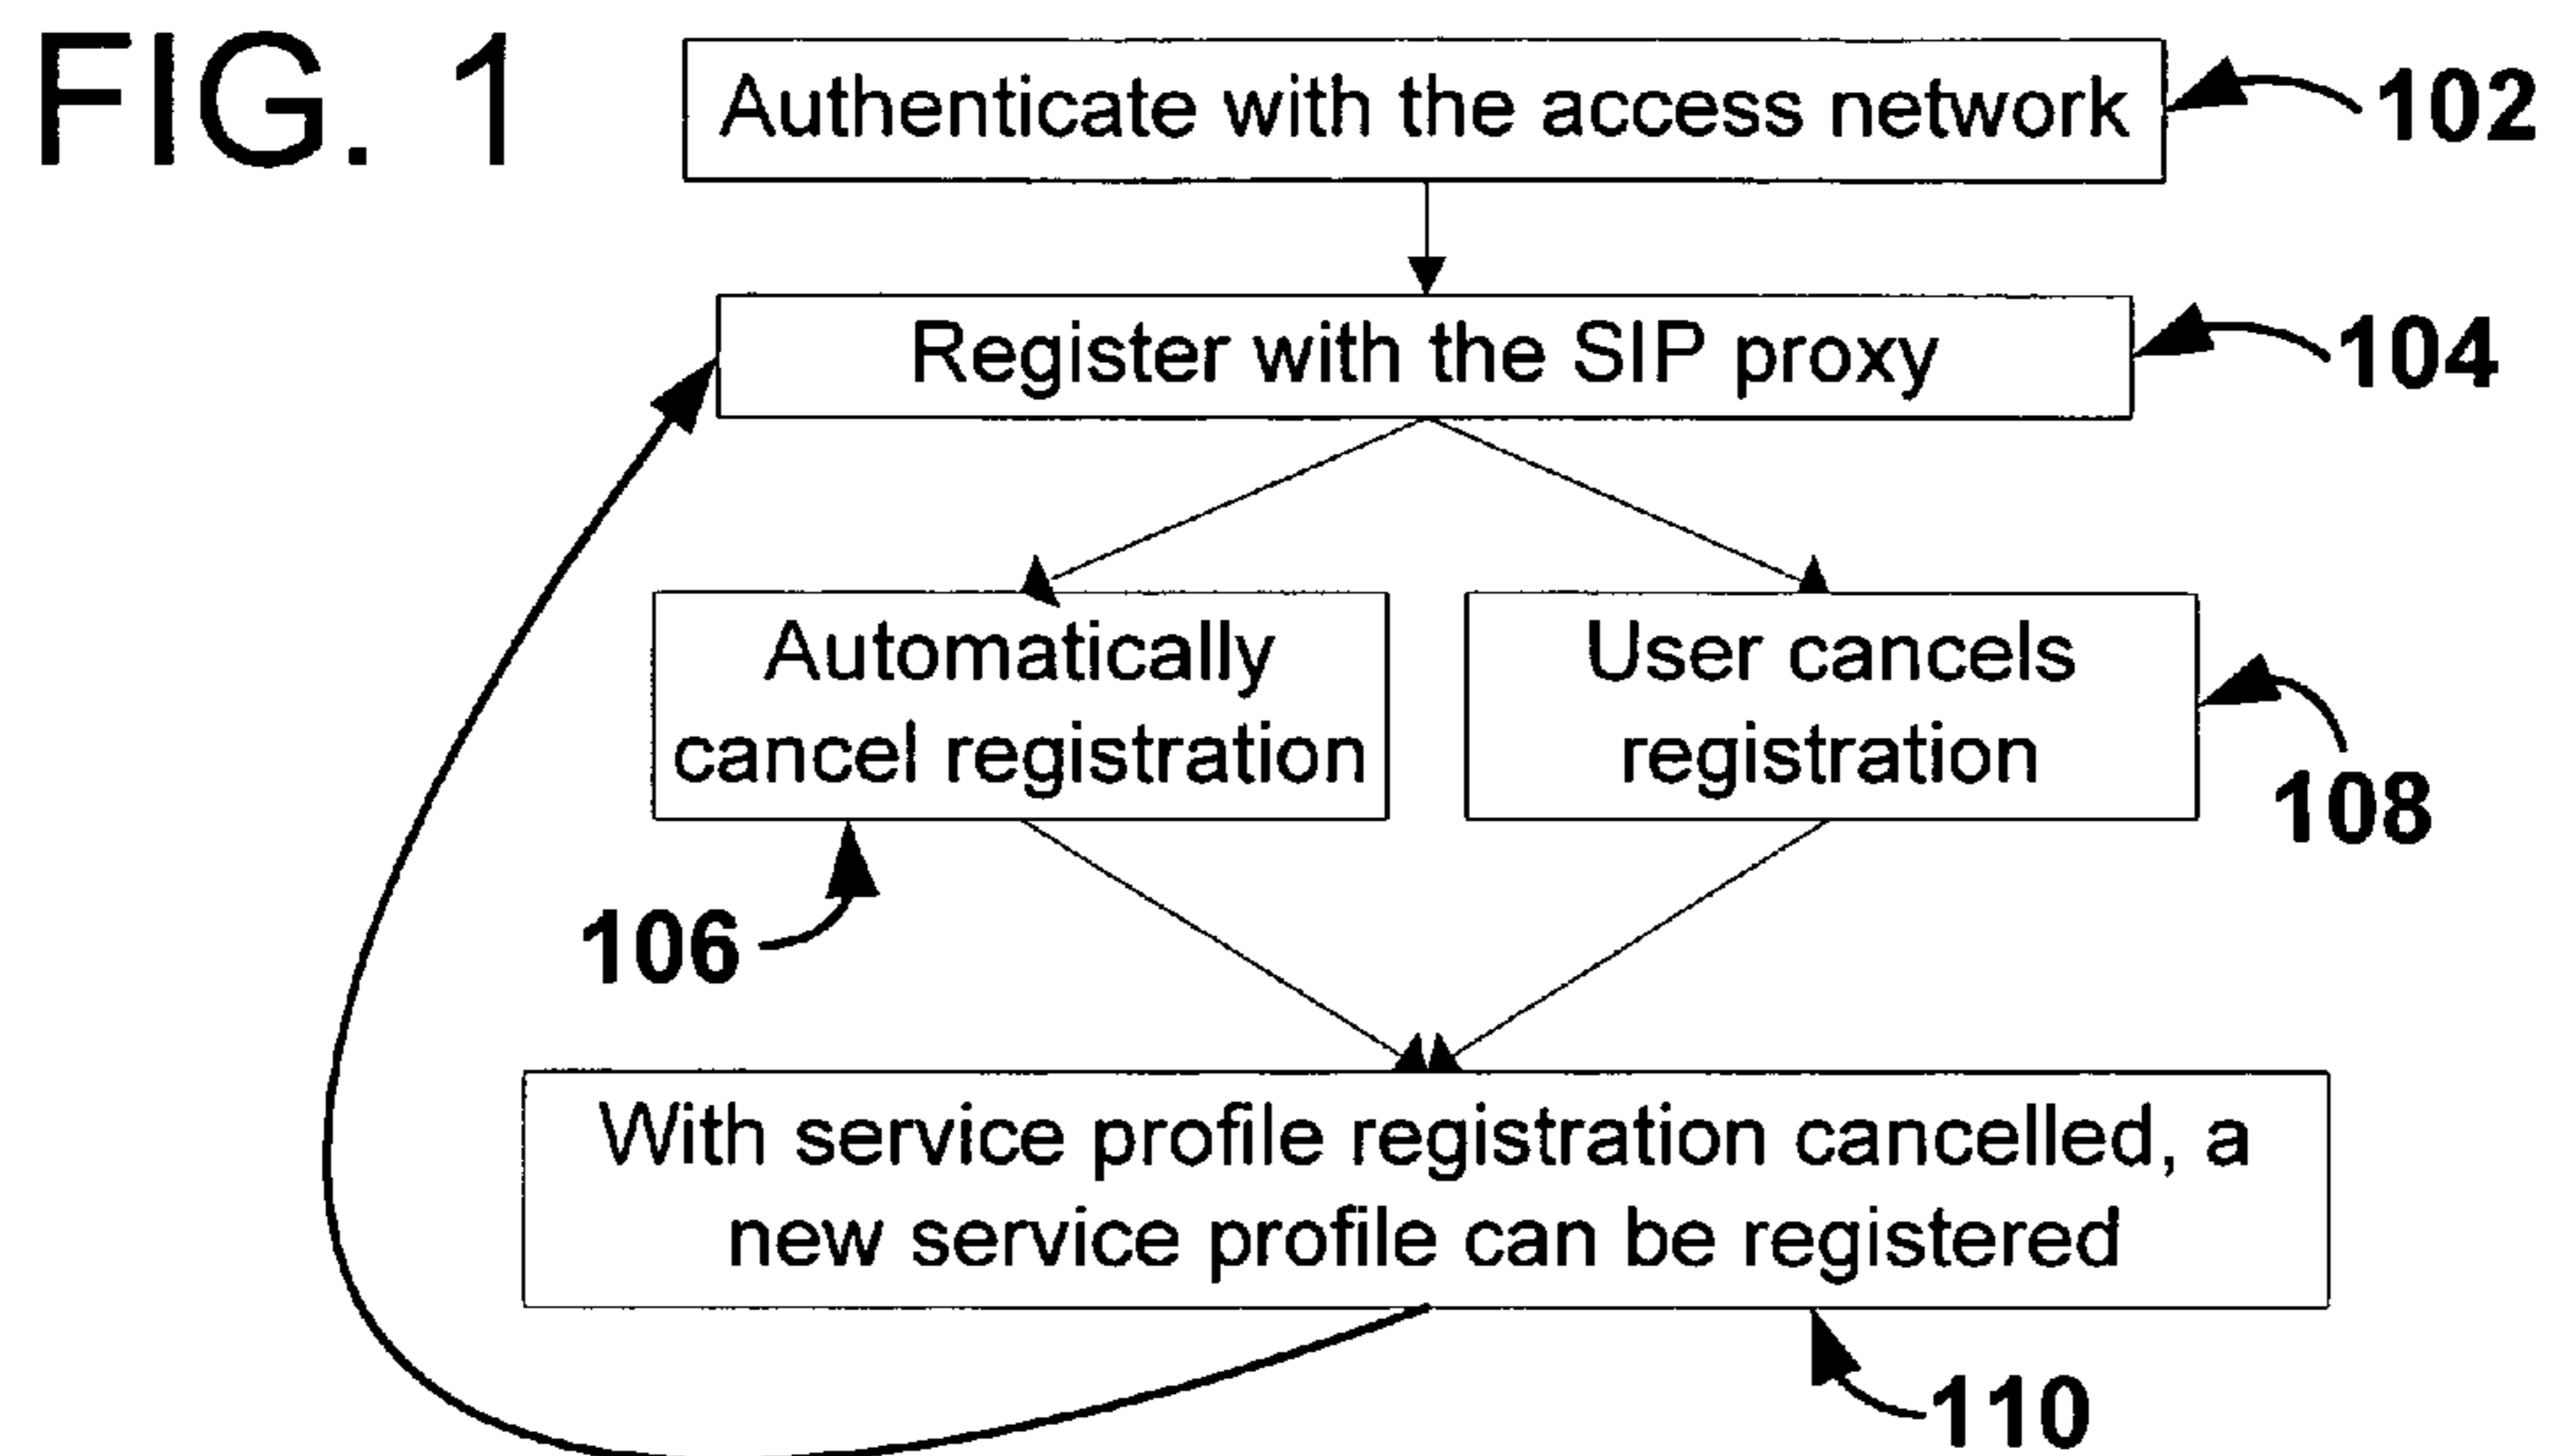 FIG. 1
Authenticate with the access network
102
Register with the SIP proxy
104
Automatically
cancel registration
User cancels
registration
108
106
With service profile registration cancelled, a
new service profile can be registered
110